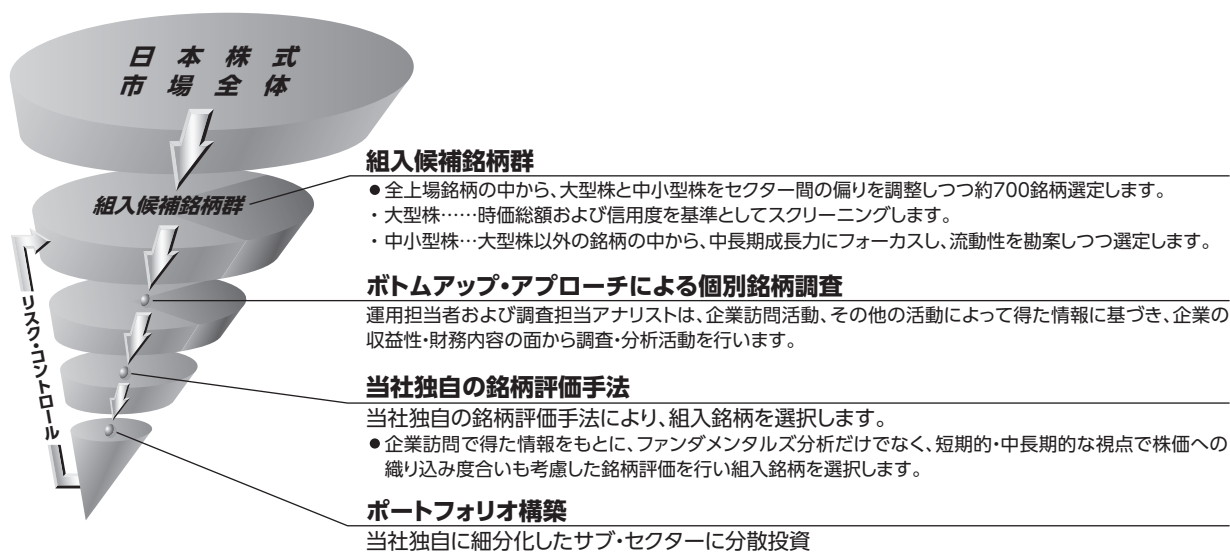 日本株式
市場全体
組入候補銘柄群
リスク・コントロール
組入候補銘柄群
●全上場銘柄の中から、大型株と中小型株をセクター間の偏りを調整しつつ約700銘柄選定します。
・大型株……時価総額および信用度を基準としてスクリーニングします。
・中小型株…大型株以外の銘柄の中から、中長期成長力にフォーカスし、流動性を勘案しつつ選定します。
ボトムアップ・アプローチによる個別銘柄調査
運用担当者および調査担当アナリストは、企業訪問活動、その他の活動によって得た情報に基づき、企業の
収益性・財務内容の面から調査・分析活動を行います。
当社独自の銘柄評価手法
当社独自の銘柄評価手法により、組入銘柄を選択します。
●企業訪問で得た情報をもとに、ファンダメンタルズ分析だけでなく、短期的・中長期的な視点で株価への
織り込み度合いも考慮した銘柄評価を行い組入銘柄を選択します。
ポートフォリオ構築
当社独自に細分化したサブ・セクターに分散投資